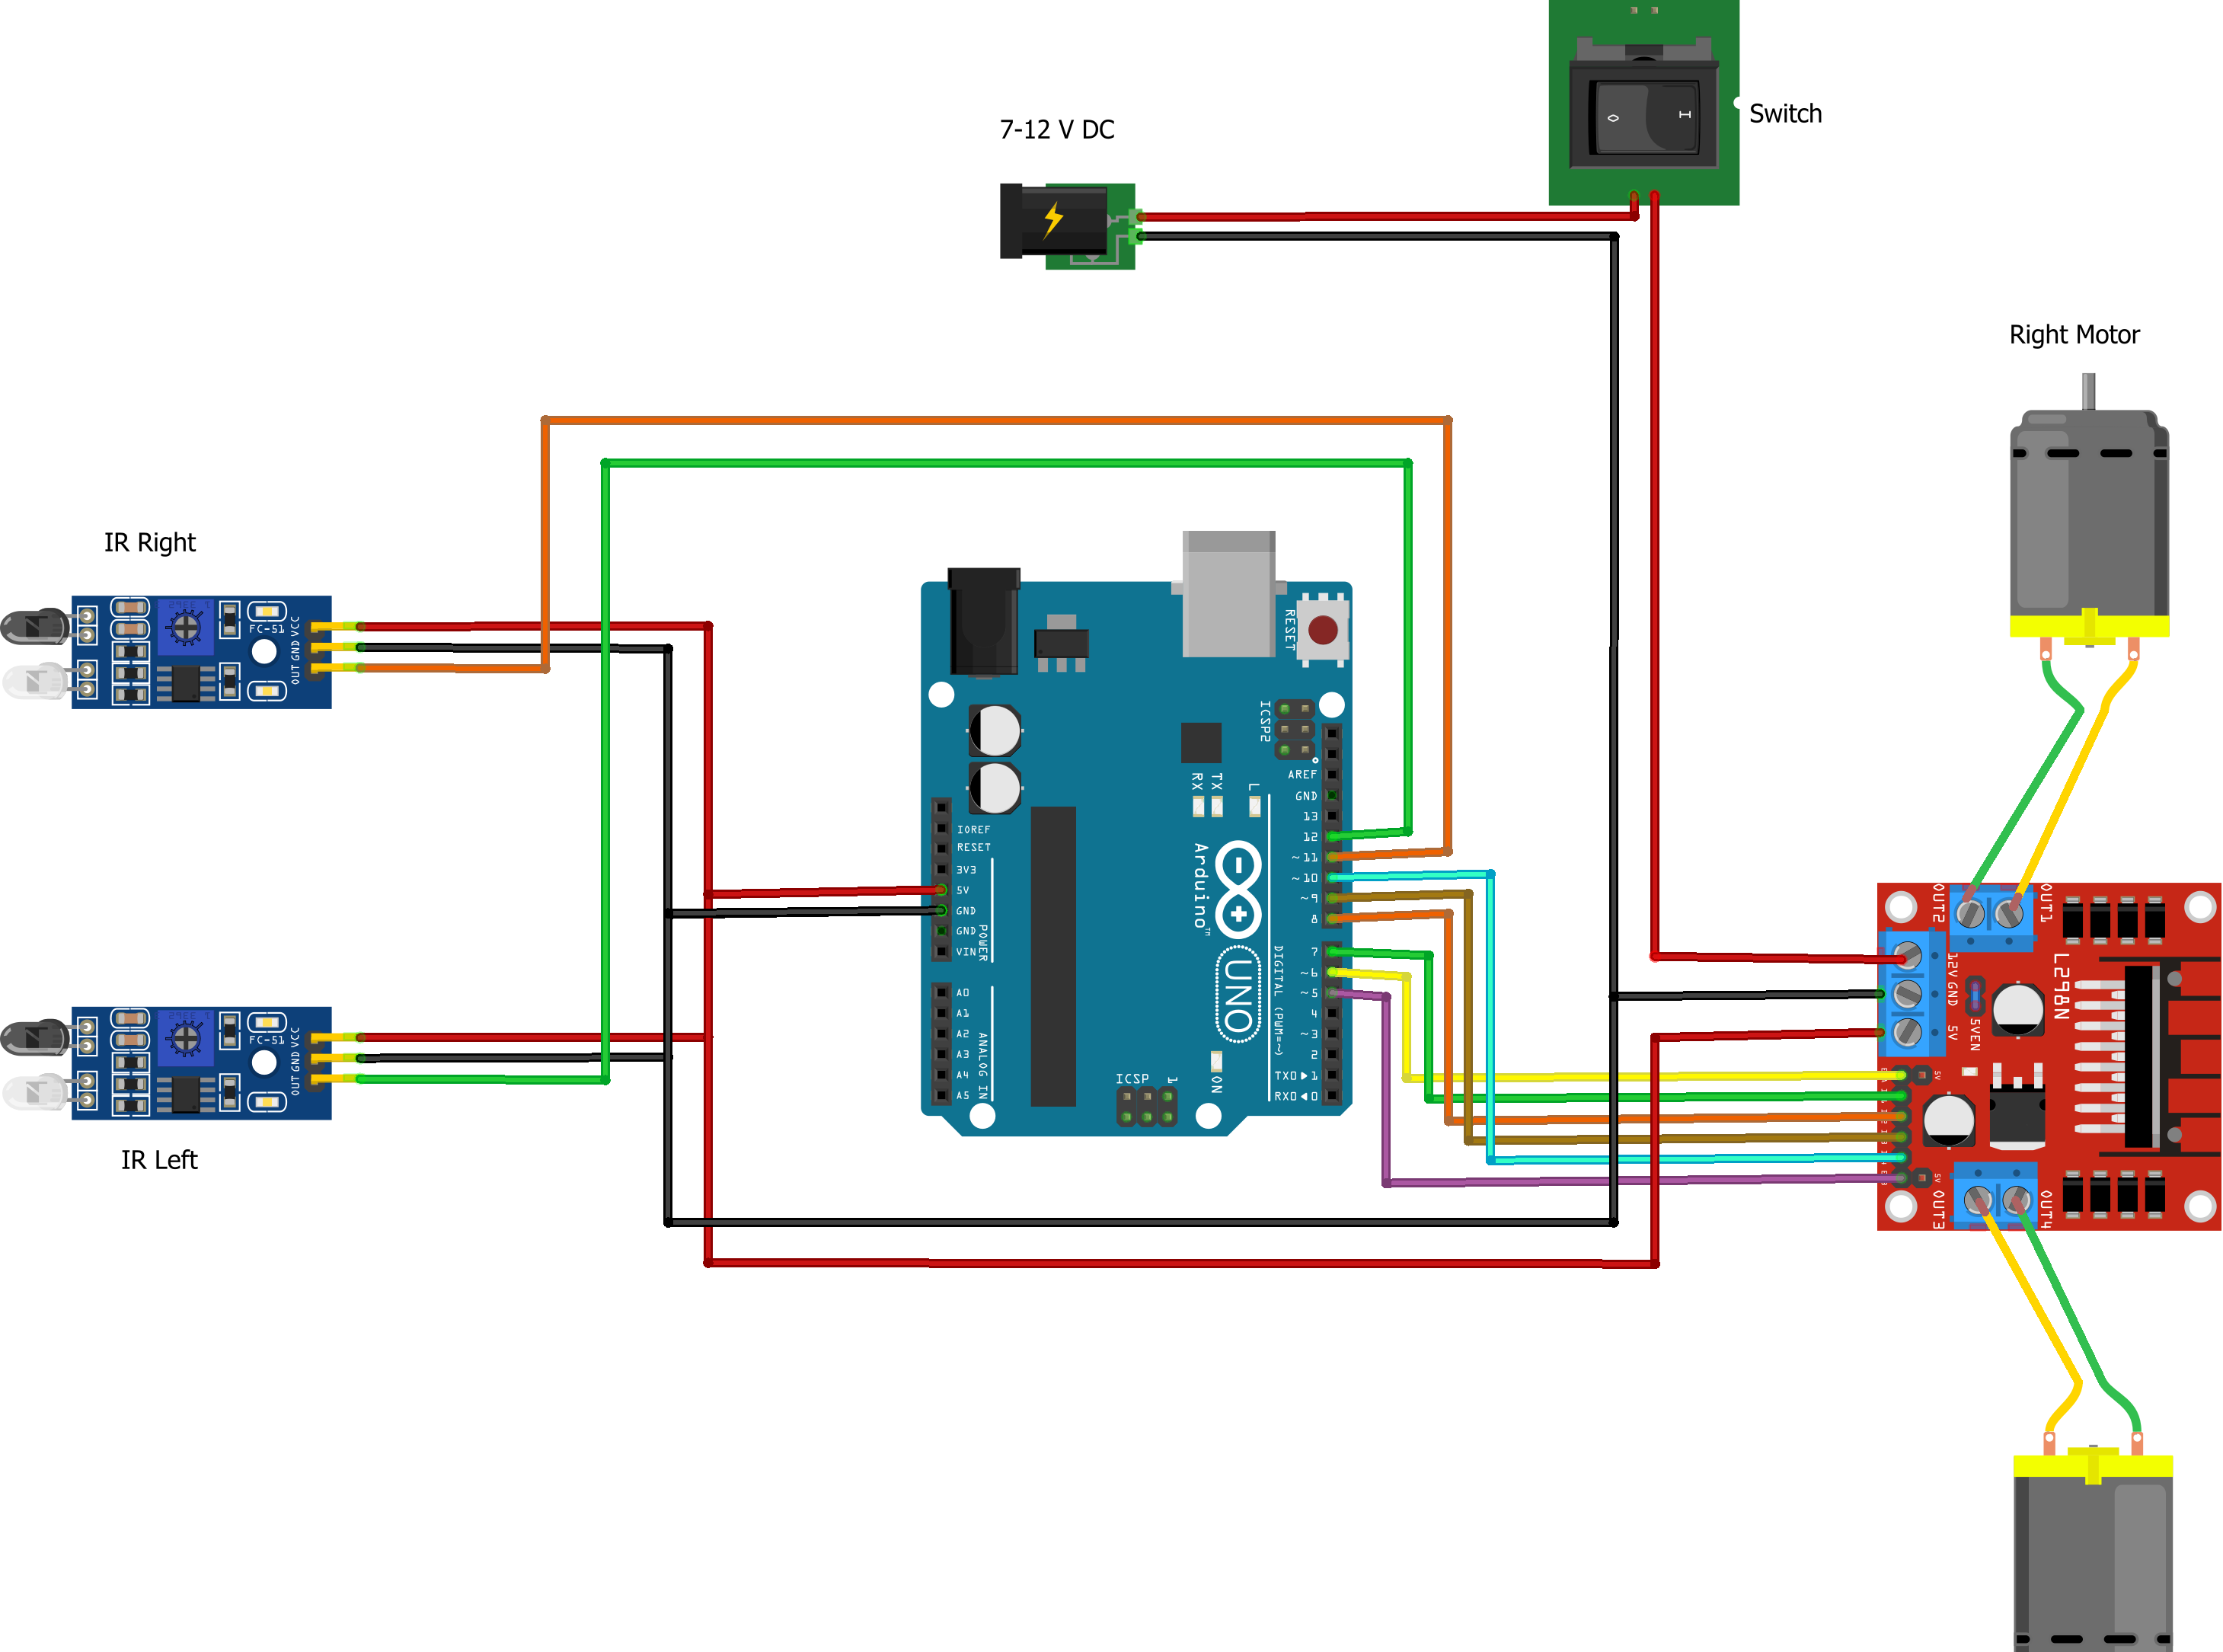 Switch
7-12 V DC
Right Motor
IR Right
FC-51
VCC
GND
OUT
RESET
ICSP2
AREF
GND
13
12
~11
~10
~9
8
7
~6
~5
4
~3
2
TX0▶1
RX0◀0
RX
TX
L
Arduino™
UNO
DIGITAL (PWM=~)
IOREF
RESET
3V3
5V
GND
GND
VIN
POWER
A0
A1
A2
A3
A4
A5
ANALOG IN
ICSP
1
ON
OUT2
OUT1
12V
GND
5V
5VEN
L298N
5V
5V
OUT3
OUT4
FC-51
VCC
GND
OUT
IR Left